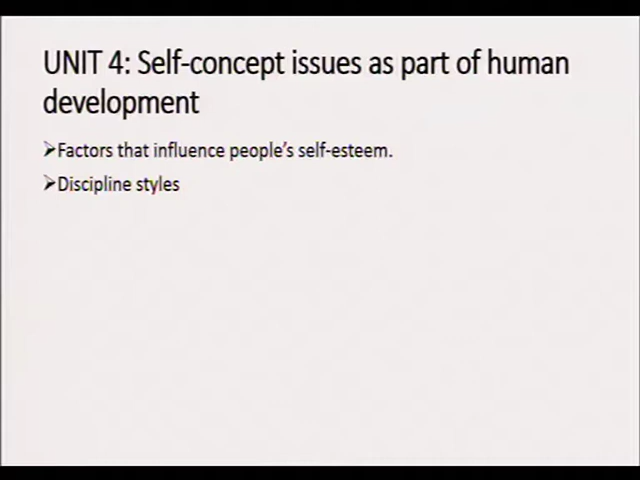 UNIT 4: Self-concept issues as part of human
development
➢Factors that influence people's self-esteem.
➢Discipline styles